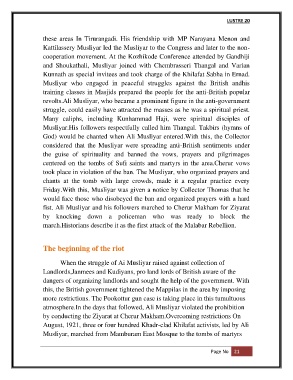 LUSTRE 20
these areas In Tirurangadi. His friendship with MP Narayana Menon and
Kattilassery Musliyar led the Musliyar to the Congress and later to the non-
cooperation movement. At the Kozhikode Conference attended by Gandhiji
and Shoukathali, Musliyar joined with Chembrasseri Thangal and Varian
Kunnath as special invitees and took charge of the Khilafat Sabha in Ernad.
Musliyar who engaged in peaceful struggles against the British andhis
training classes in Masjids prepared the people for the anti-British popular
revolts.Ali Musliyar, who became a prominent figure in the anti-government
struggle, could easily have attracted the masses as he was a spiritual priest.
Many caliphs, including Kunhammad Haji, were spiritual disciples of
Musliyar.His followers respectfully called him Thangal. Takbirs (hymns of
God) would be chanted when Ali Musliyar entered.With this, the Collector
considered that the Musliyar were spreading anti-British sentiments under
the guise of spirituality and banned the vows, prayers and pilgrimages
centered on the tombs of Sufi saints and martyrs in the area.Cherur vows
took place in violation of the ban. The Musliyar, who organized prayers and
chants at the tomb with large crowds, made it a regular practice every
Friday.With this, Musliyar was given a notice by Collector Thomas that he
would face those who disobeyed the ban and organized prayers with a hard
fist. Ali Musliyar and his followers marched to Cherur Makham for Ziyarat
by knocking down a policeman who was ready to block the
march.Historians describe it as the first attack of the Malabar Rebellion.
The beginning of the riot
When the struggle of Ai Musliyar raised against collection of
Landlords,Janmees and Kudiyans, pro land lords of British aware of the
dangers of organizing landlords and sought the help of the government. With
this, the British government tightened the Mappilas in the area by imposing
more restrictions. The Pookottur gun case is taking place in this tumultuous
atmosphere.In the days that followed, Ali Musliyar violated the prohibition
by conducting the Ziyarat at Cherur Makham.Overcoming restrictions On
August, 1921, three or four hundred Khadr-clad Khilafat activists, led by Ali
Musliyar, marched from Mamburam East Mosque to the tombs of martyrs
Page No 21